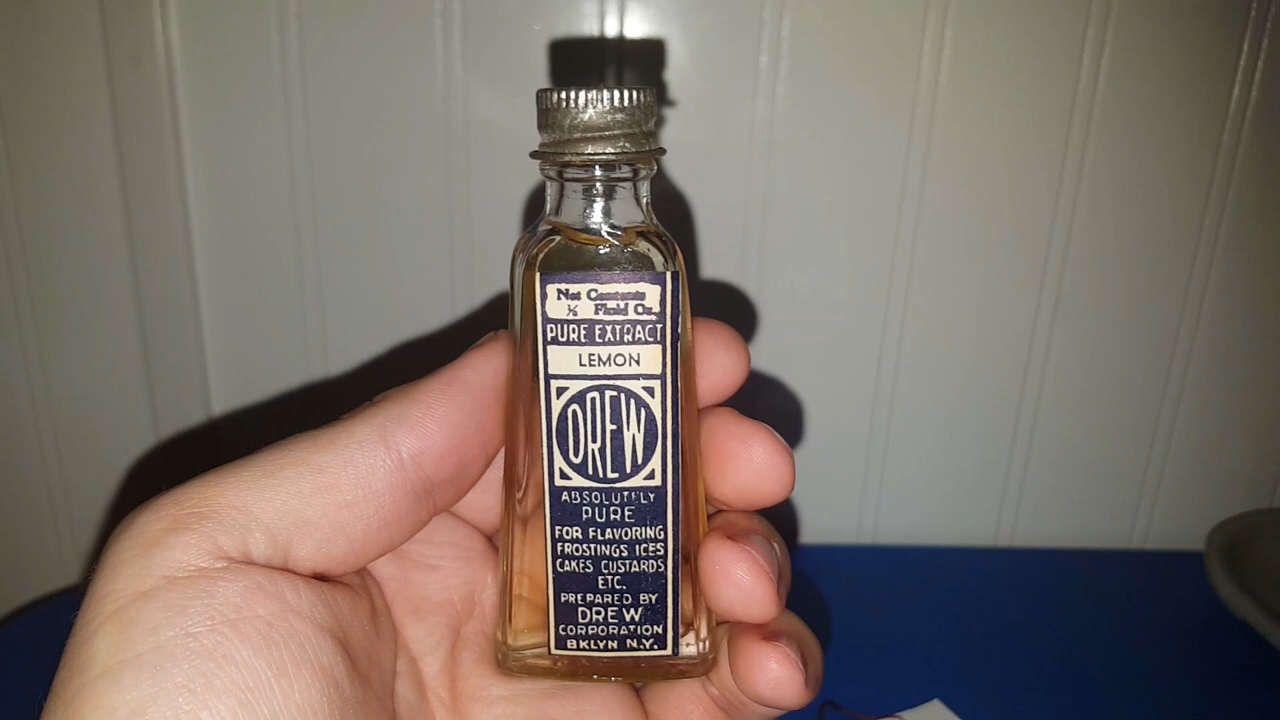 Net Contents
½ Fluid Oz.
PURE EXTRACT
LEMON
DREW
ABSOLUTELY
PURE
FOR FLAVORING
FROSTINGS ICES
CAKES CUSTARDS
ETC.
PREPARED BY
DREW
CORPORATION
BKLYN N.Y.